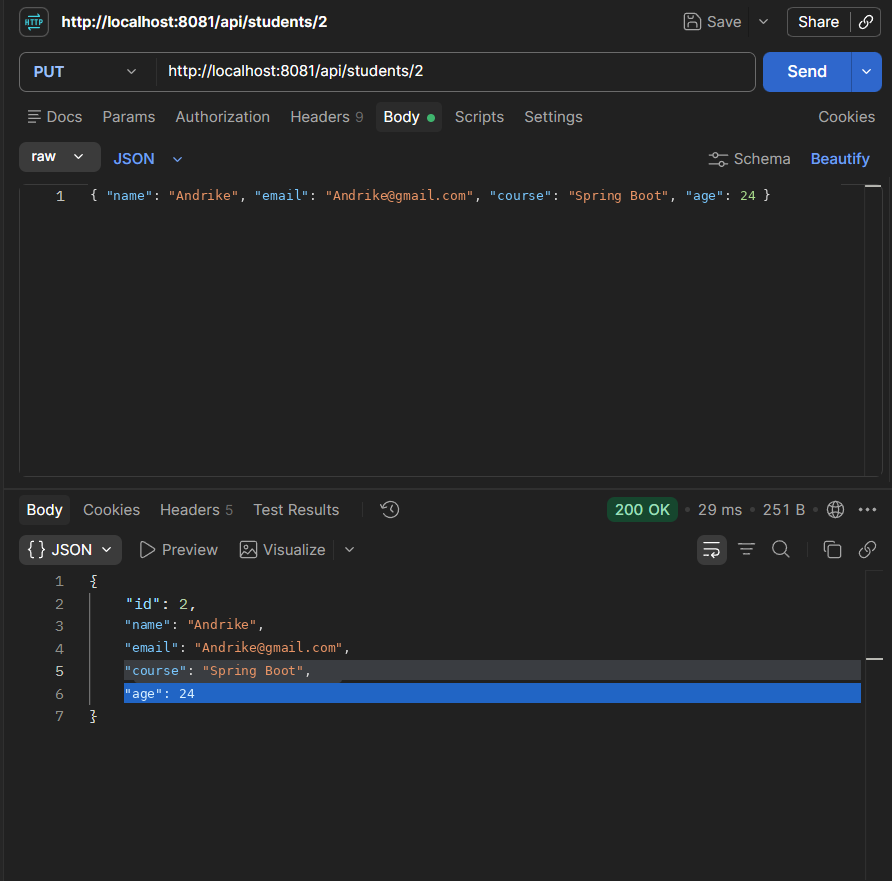 HTTP http://localhost:8081/api/students/2 Save Share
PUT http://localhost:8081/api/students/2 Send
Docs Params Authorization Headers 9 Body Scripts Settings Cookies
raw JSON Schema Beautify
1 { "name": "Andrike", "email": "Andrike@gmail.com", "course": "Spring Boot", "age": 24 }
Body Cookies Headers 5 Test Results 200 OK • 29 ms • 251 B •
{ } JSON Preview Visualize
1 {
2 "id": 2,
3 "name": "Andrike",
4 "email": "Andrike@gmail.com",
5 "course": "Spring Boot",
6 "age": 24
7 }